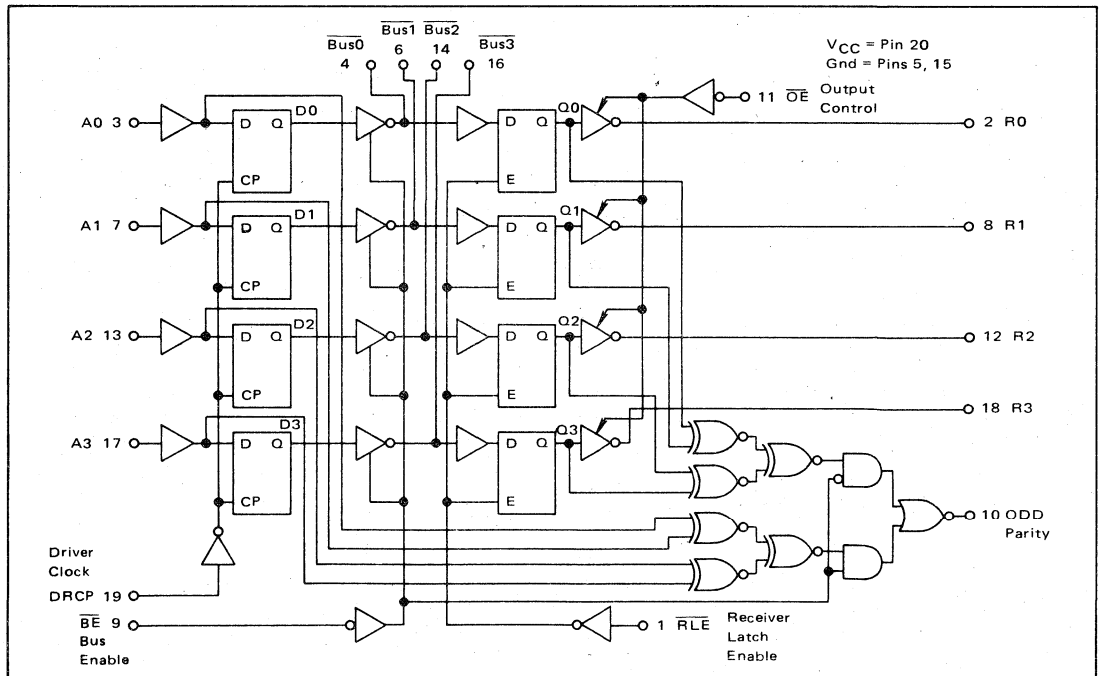 Bus0 4
Bus1 6
Bus2 14
Bus3 16
VCC = Pin 20
Gnd = Pins 5, 15
11 OE Output Control
A0 3
D Q
CP
D0
D Q
E
Q0
2 R0
A1 7
D Q
CP
D1
D Q
E
Q1
8 R1
A2 13
D Q
CP
D2
D Q
E
Q2
12 R2
18 R3
A3 17
D Q
CP
D3
D Q
E
Q3
10 ODD Parity
Driver Clock
DRCP 19
BE 9
Bus Enable
1 RLE Receiver Latch Enable